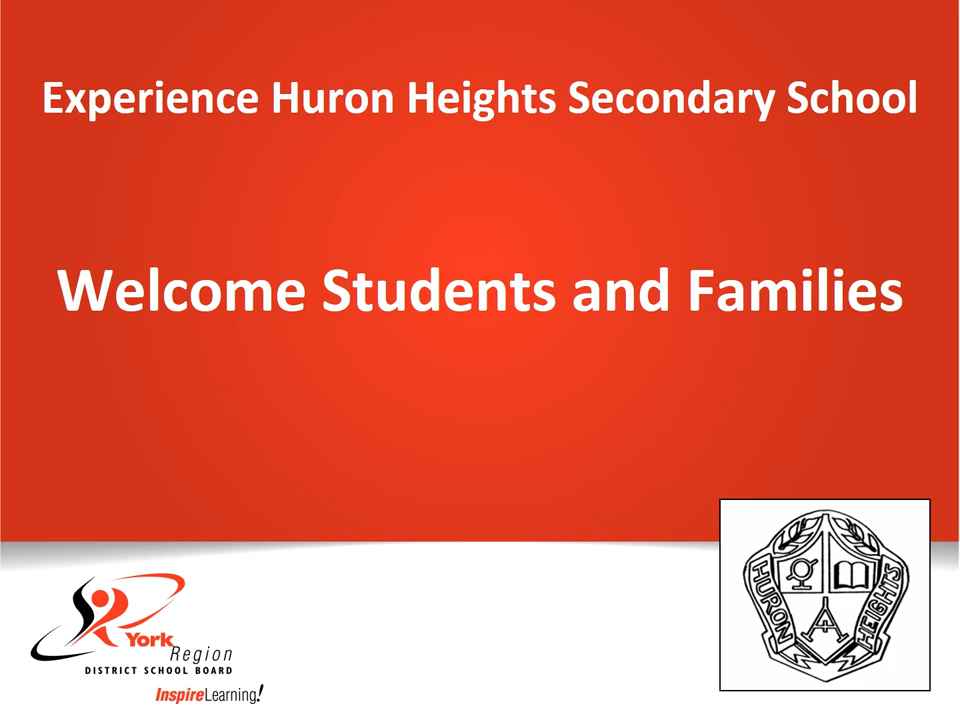 Experience Huron Heights Secondary School
Welcome Students and Families
York
Region
DISTRICT SCHOOL BOARD
InspireLearning!
HURON
HEIGHTS